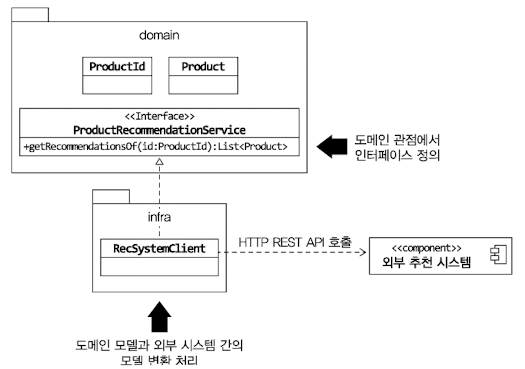 domain
ProductId
Product
<<Interface>>
ProductRecommendationService
+getRecommendationsOf(id:ProductId):List<Product>
도메인 관점에서
인터페이스 정의
infra
RecSystemClient
HTTP REST API 호출
<<component>>
외부 추천 시스템
도메인 모델과 외부 시스템 간의
모델 변환 처리